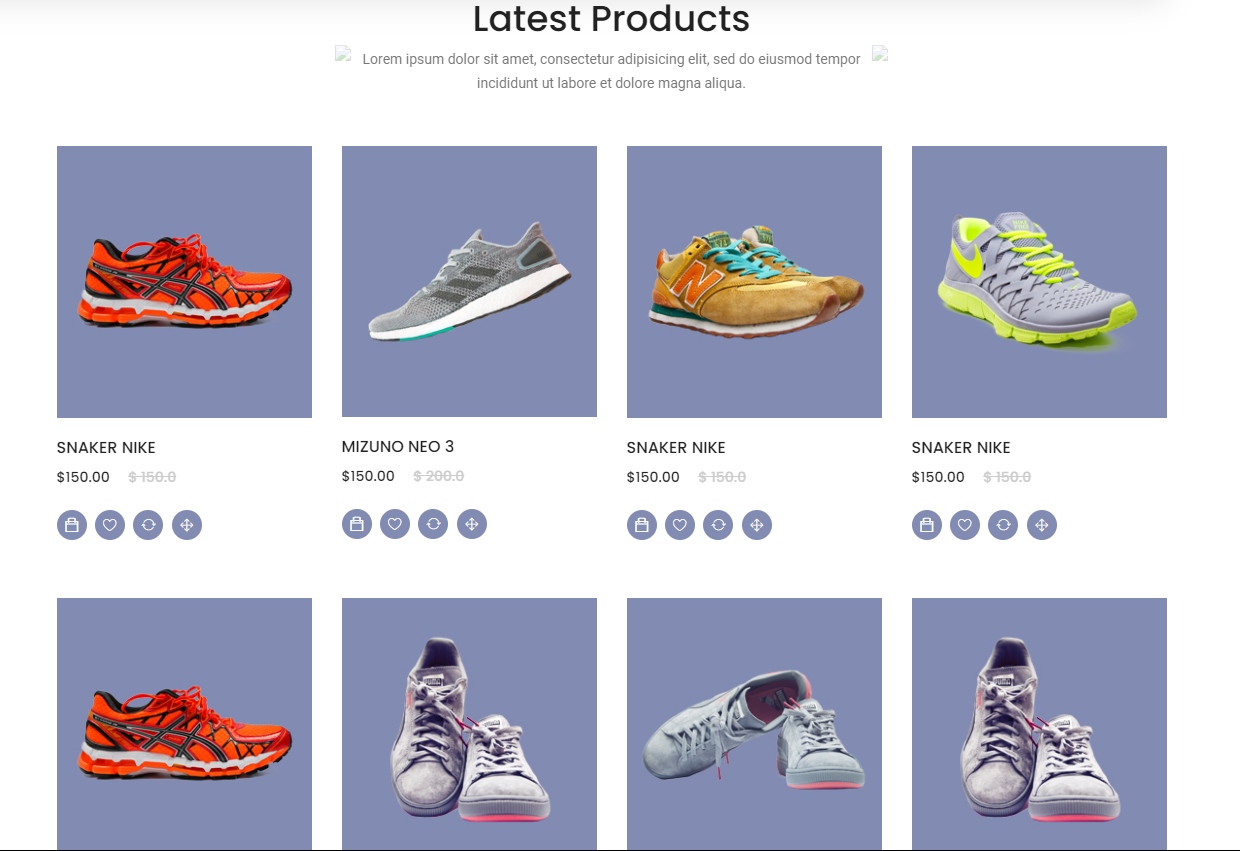 Latest Products
Lorem ipsum dolor sit amet, consectetur adipisicing elit, sed do eiusmod tempor
incididunt ut labore et dolore magna aliqua.
SNAKER NIKE
MIZUNO NEO 3
SNAKER NIKE
SNAKER NIKE
$150.00 $ 150.0
$150.00 $ 200.0
$150.00 $ 150.0
$150.00 $ 150.0